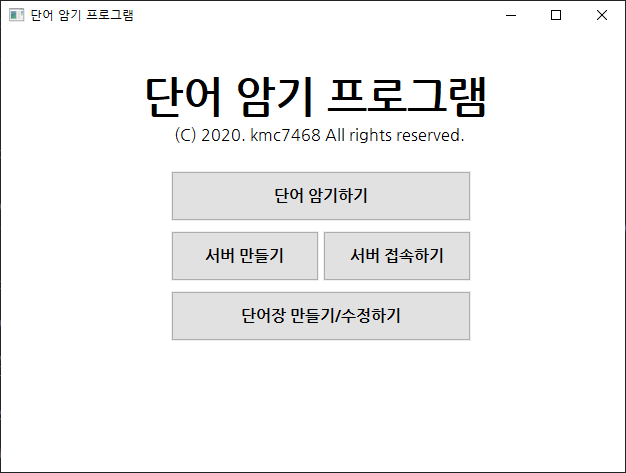 단어 암기 프로그램
단어 암기 프로그램
(C) 2020. kmc7468 All rights reserved.
단어 암기하기
서버 만들기 서버 접속하기
단어장 만들기/수정하기